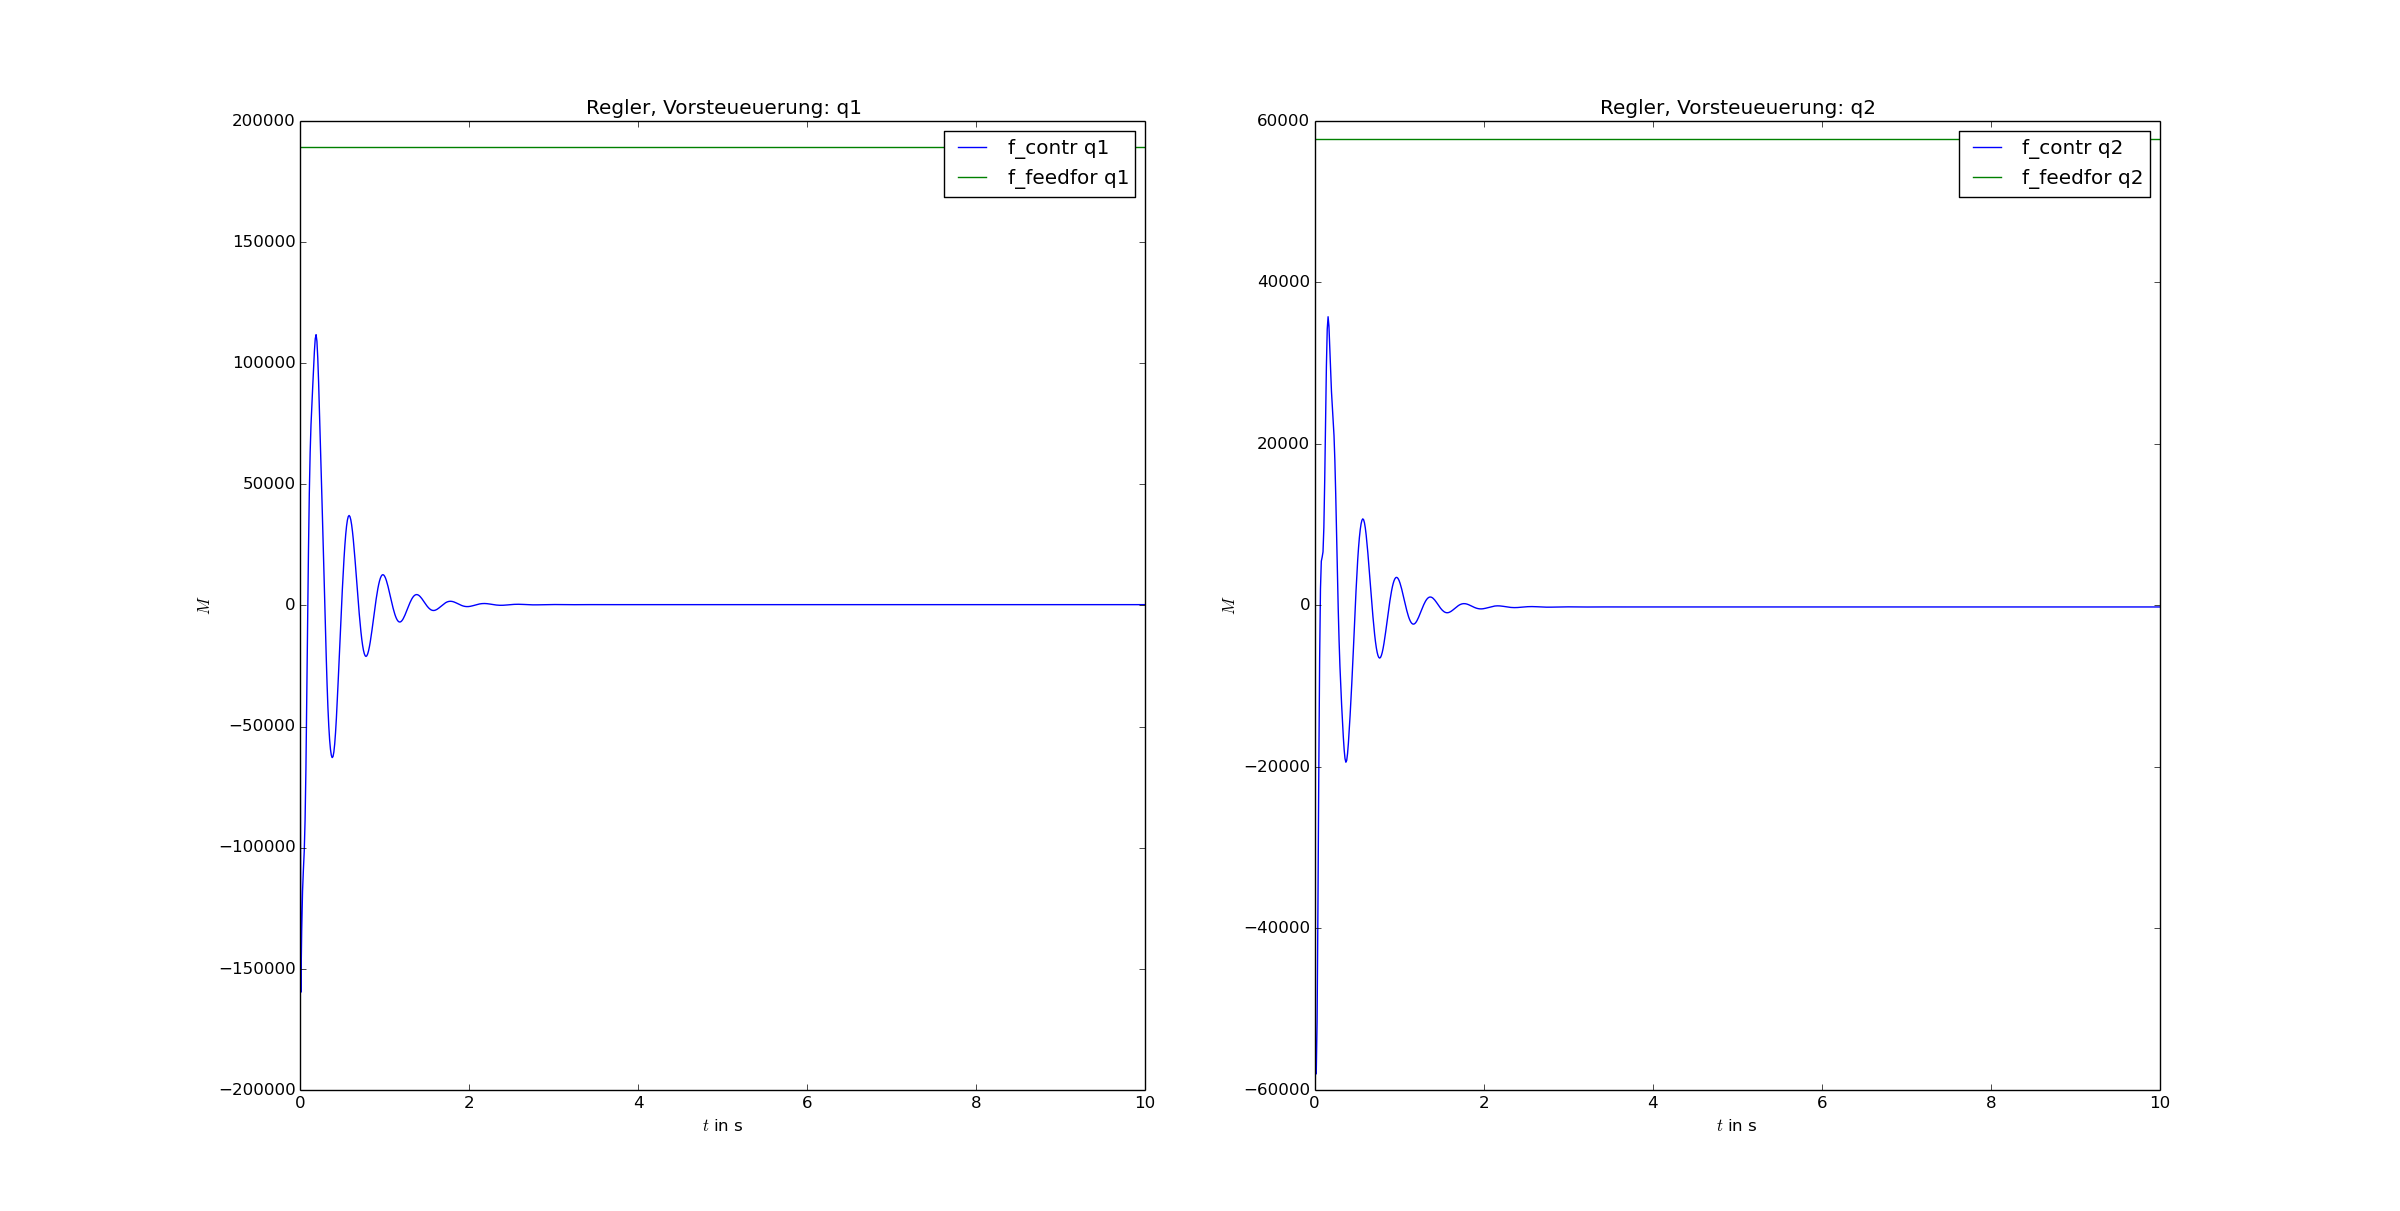 Regler, Vorsteueuerung: q1
200000
150000
100000
50000
0
−50000
−100000
−150000
−200000
M
f_contr q1
f_feedfor q1
0 2 4 6 8 10
t in s
Regler, Vorsteueuerung: q2
60000
40000
20000
0
−20000
−40000
−60000
M
f_contr q2
f_feedfor q2
0 2 4 6 8 10
t in s